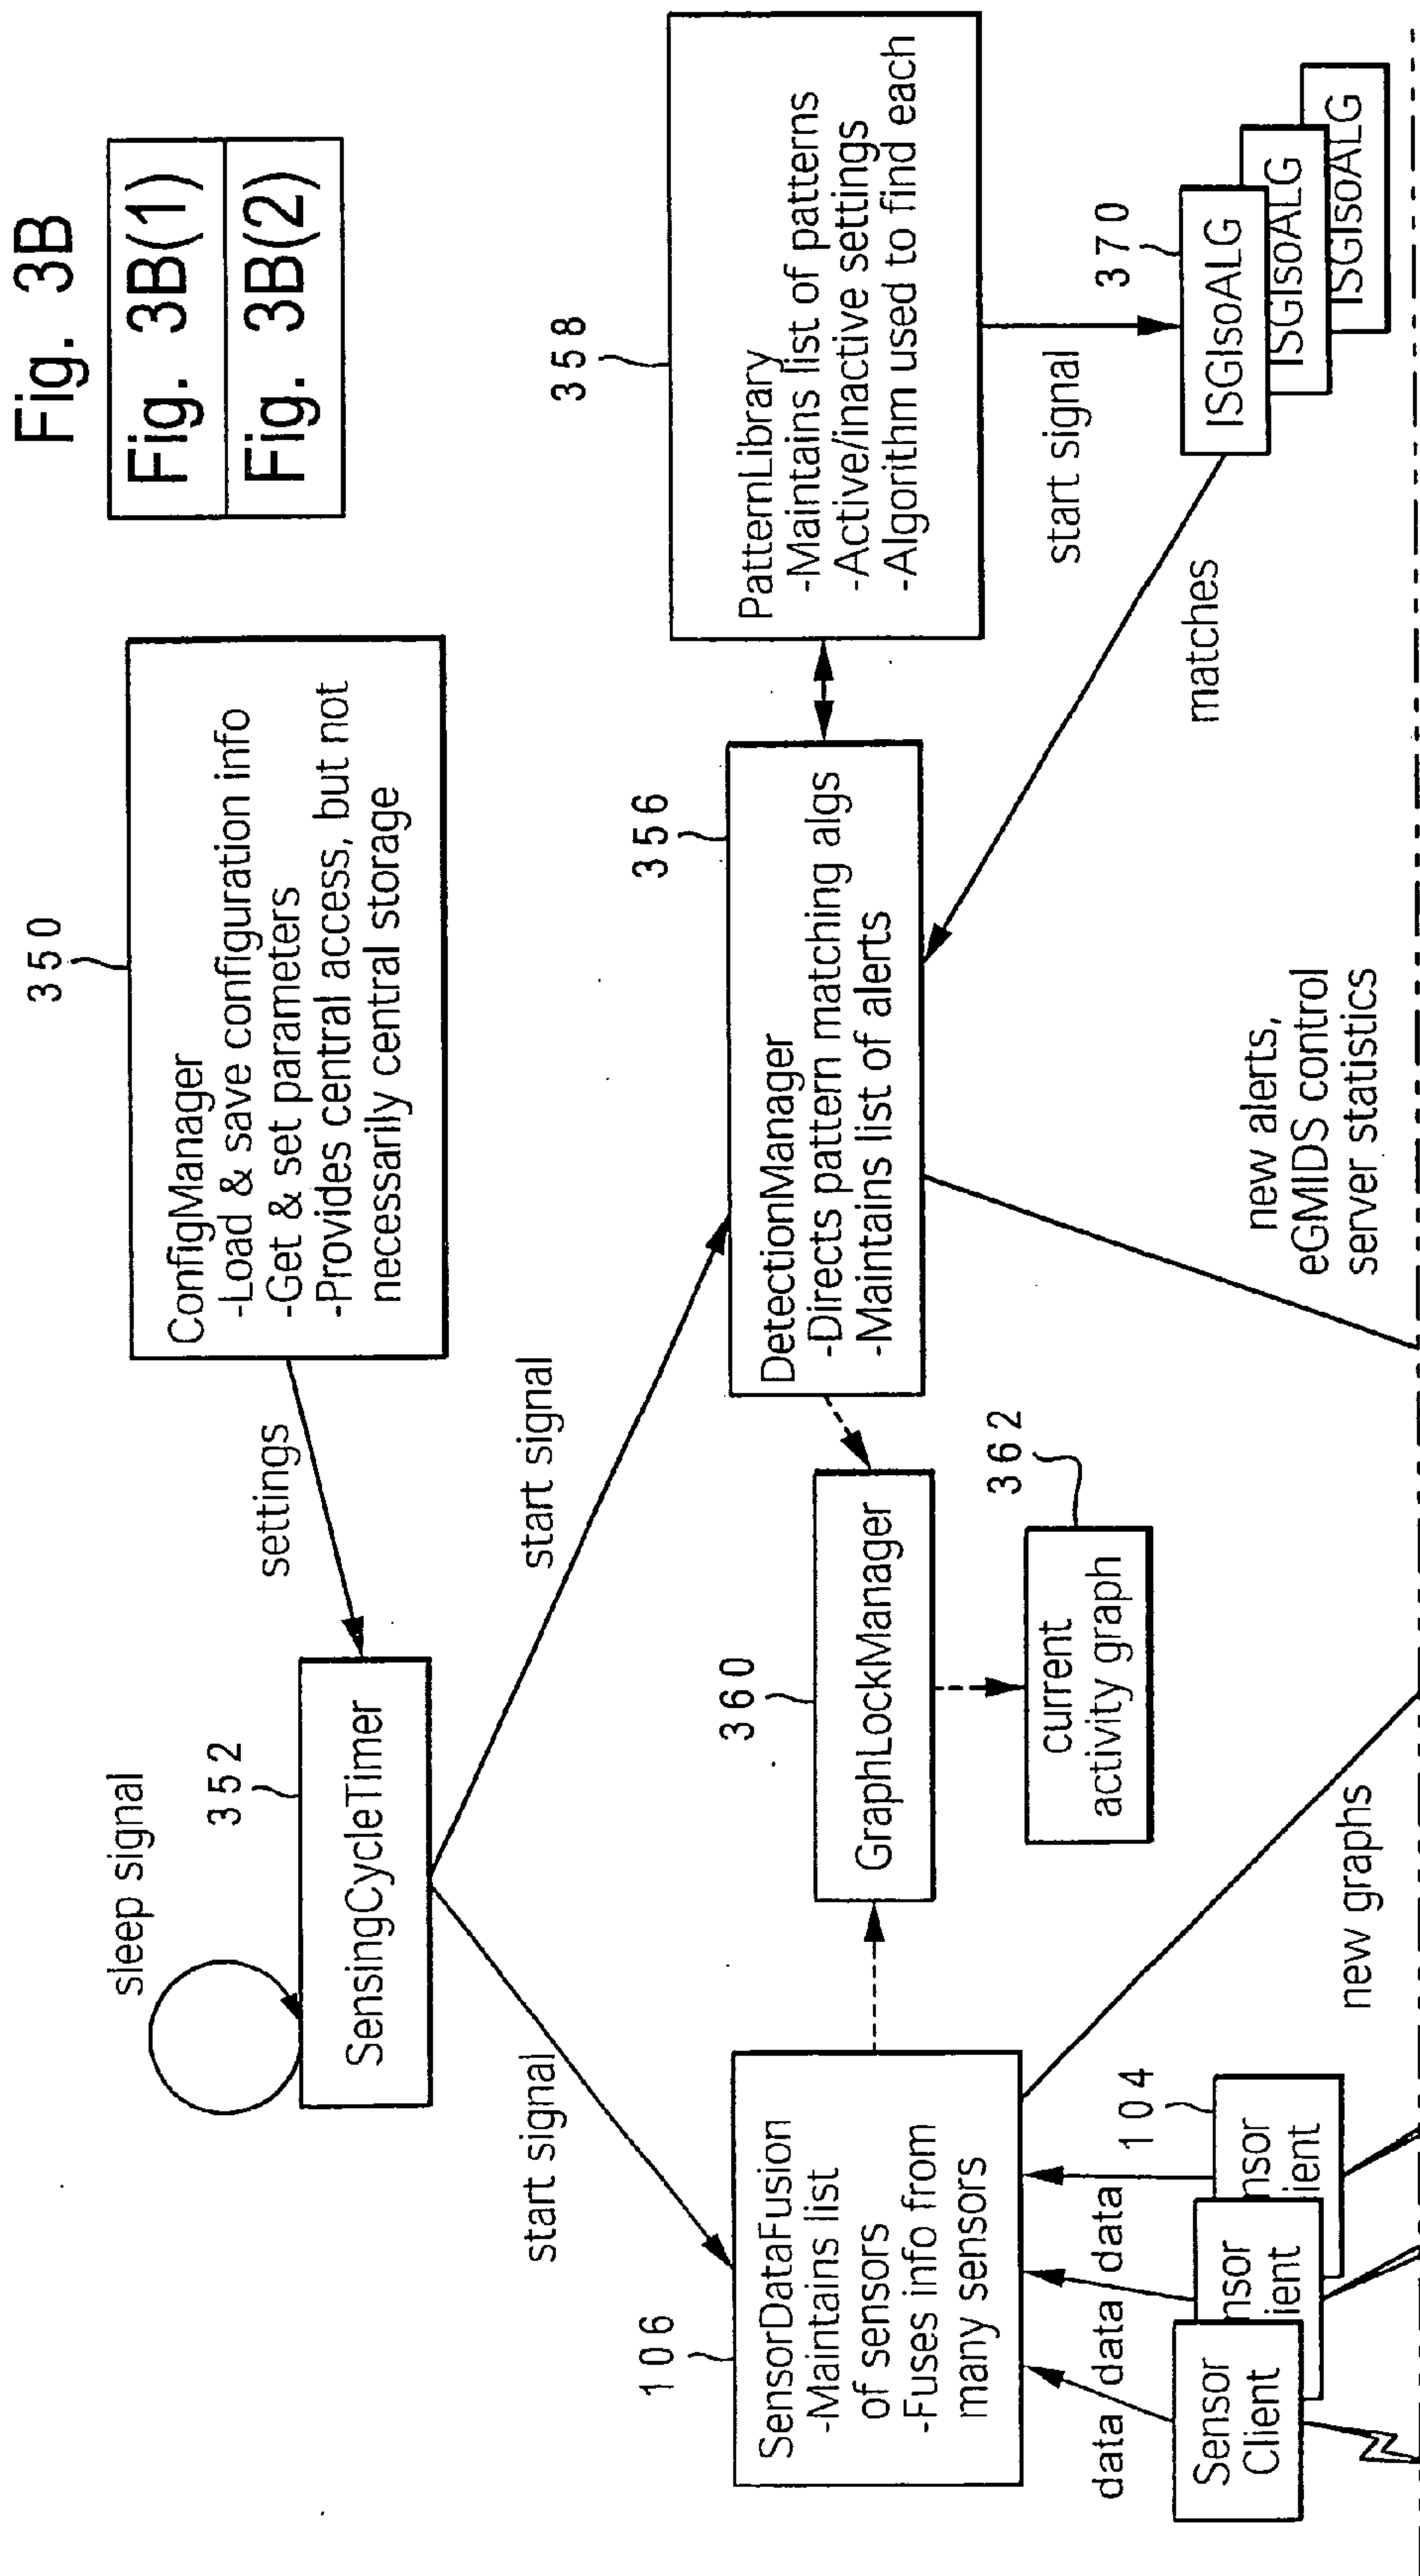 Fig. 3B
Fig. 3B(1)
Fig. 3B(2)
350
ConfigManager
-Load & save configuration info
-Get & set parameters
-Provides central access, but not
necessarily central storage
settings
sleep signal
352
SensingCycleTimer
start signal
start signal
358
PatternLibrary
-Maintains list of patterns
-Active/inactive settings
-Algorithm used to find each
356
DetectionManager
-Directs pattern matching algs
-Maintains list of alerts
360
GraphLockManager
362
current
activity graph
106
SensorDataFusion
-Maintains list
of sensors
-Fuses info from
many sensors
start signal
370
ISGIsoALG
ISGIsoALG
ISGIsoALG
matches
data data data
104
Sensor
Client
nsor
ient
nsor
ient
new graphs
new alerts,
eGMIDS control
server statistics